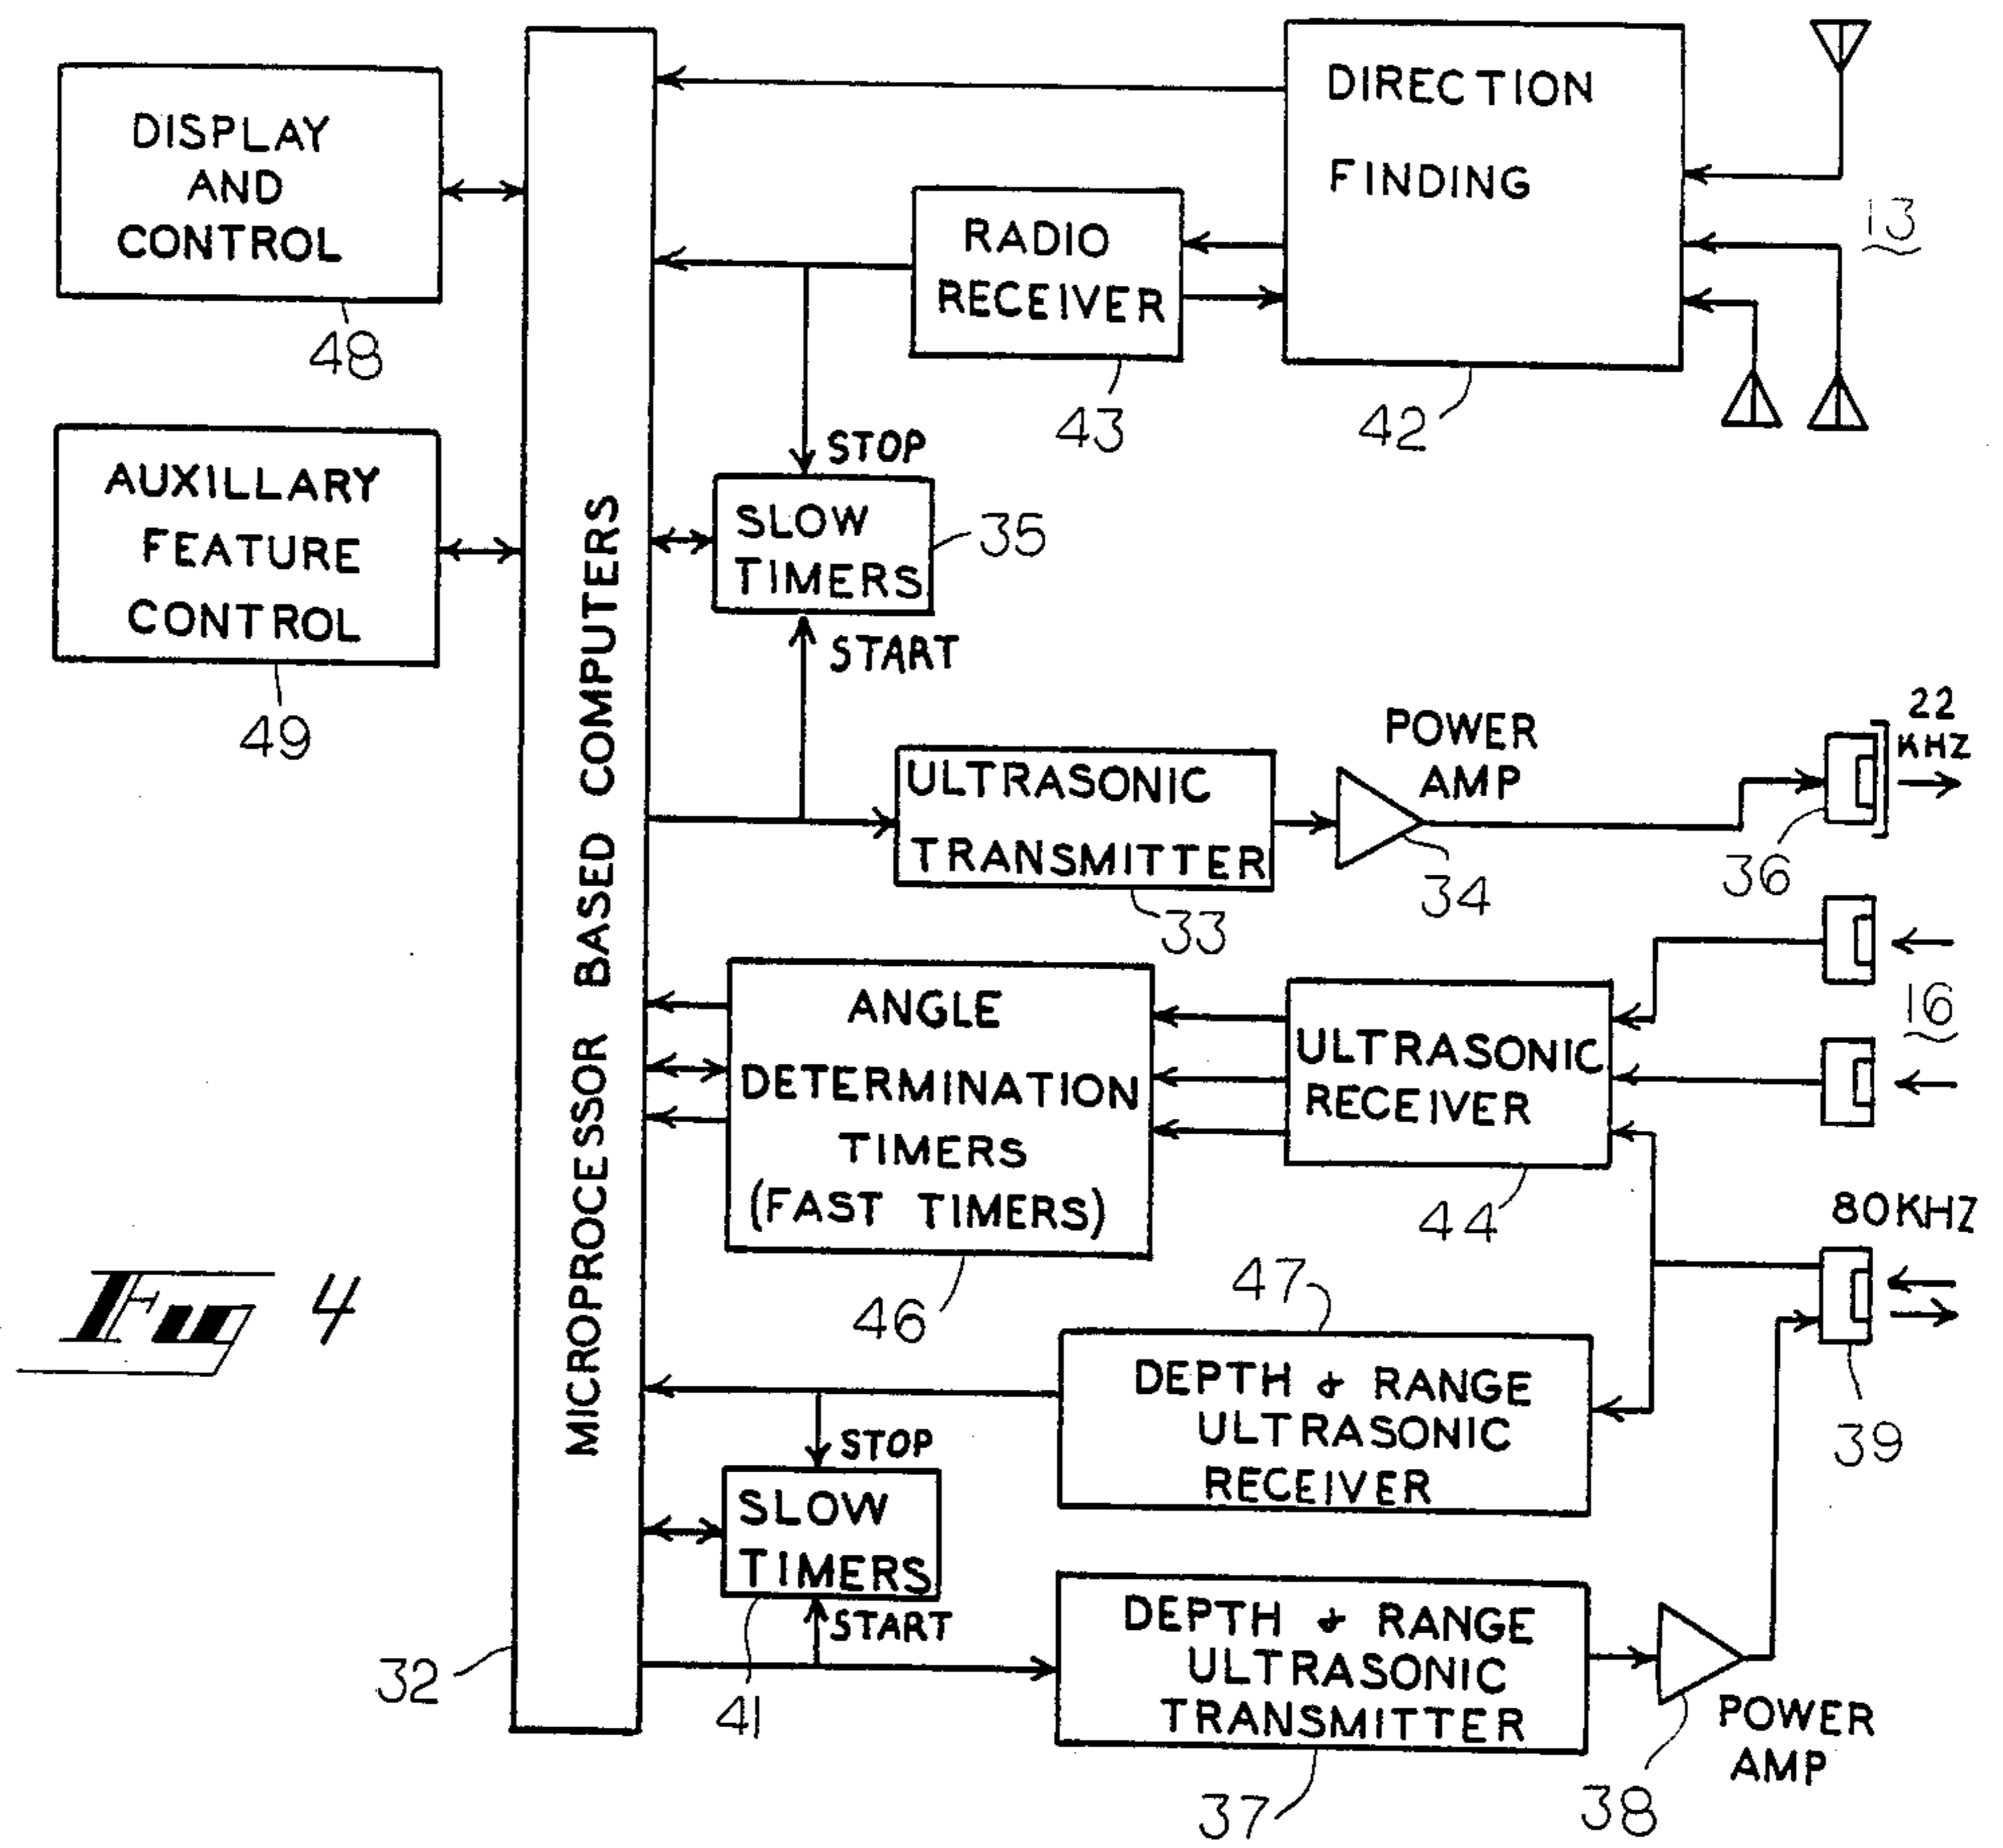 DISPLAY
AND
CONTROL
48
AUXILLARY
FEATURE
CONTROL
49
MICROPROCESSOR BASED COMPUTERS
32
DIRECTION
FINDING
42
13
RADIO
RECEIVER
43
STOP
SLOW
TIMERS
35
START
ULTRASONIC
TRANSMITTER
33
POWER
AMP
34
22
KHZ
36
ANGLE
DETERMINATION
TIMERS
(FAST TIMERS)
46
ULTRASONIC
RECEIVER
44
16
80KHZ
39
47
DEPTH & RANGE
ULTRASONIC
RECEIVER
STOP
SLOW
TIMERS
START
41
DEPTH & RANGE
ULTRASONIC
TRANSMITTER
37
38
POWER
AMP
Fig 4